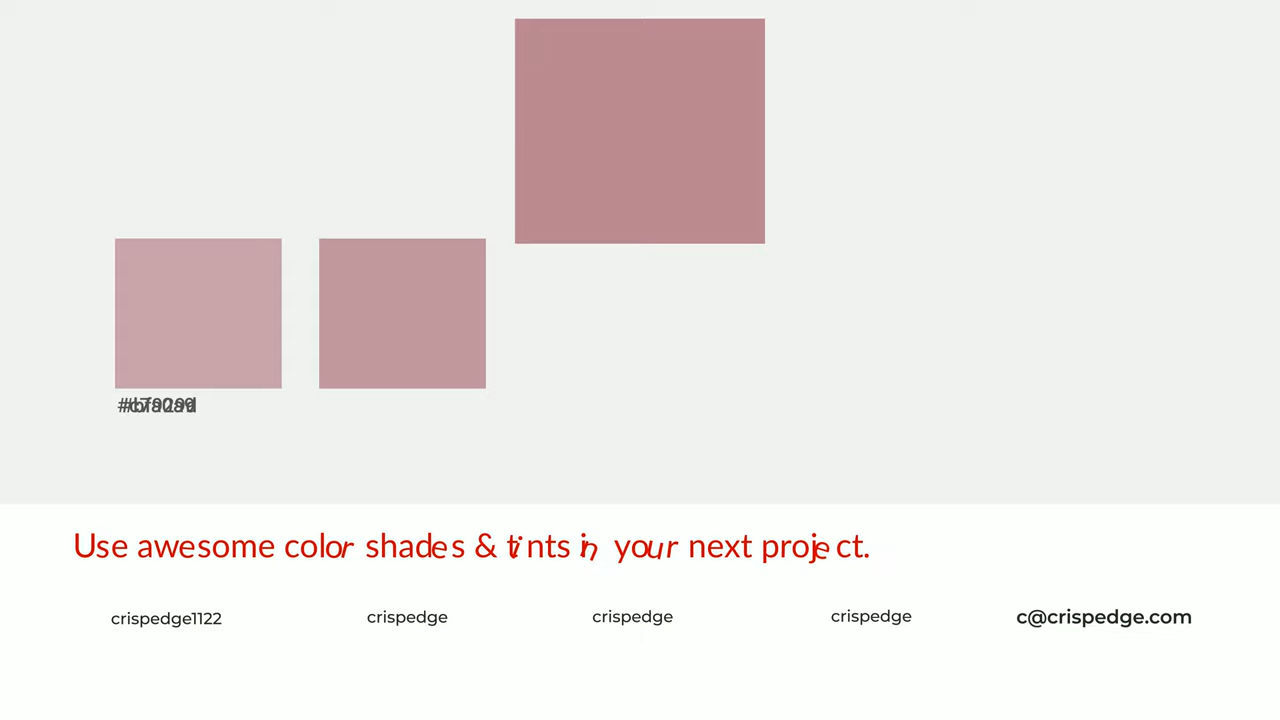 Use awesome color shades & tints in your next project.
crispedge1122 crispedge crispedge crispedge c@crispedge.com